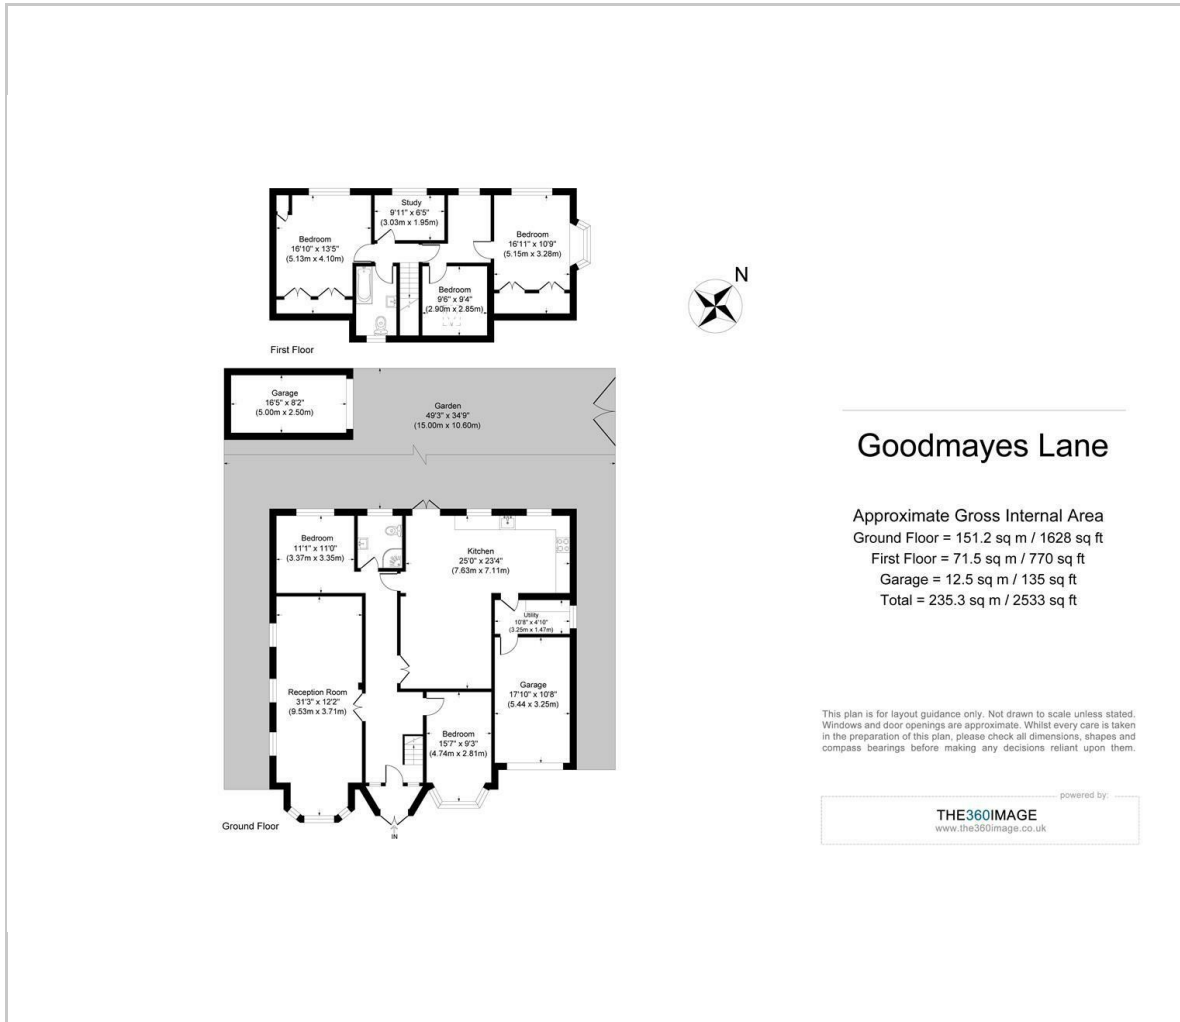 Study
9'11" x 6'5"
(3.03m x 1.95m)
Bedroom
16'10" x 13'5"
(5.13m x 4.10m)
Bedroom
16'11" x 10'9"
(5.15m x 3.28m)
Bedroom
9'6" x 9'4"
(2.90m x 2.85m)
First Floor
N
Garage
16'5" x 8'2"
(5.00m x 2.50m)
Garden
49'3" x 34'9"
(15.00m x 10.60m)
Bedroom
11'1" x 11'0"
(3.37m x 3.35m)
Kitchen
25'0" x 23'4"
(7.63m x 7.11m)
Utility
10'8" x 4'10"
(3.25m x 1.47m)
Reception Room
31'3" x 12'2"
(9.53m x 3.71m)
Garage
17'10" x 10'8"
(5.44 x 3.25m)
Bedroom
15'7" x 9'3"
(4.74m x 2.81m)
Ground Floor
IN
Goodmayes Lane
Approximate Gross Internal Area
Ground Floor = 151.2 sq m / 1628 sq ft
First Floor = 71.5 sq m / 770 sq ft
Garage = 12.5 sq m / 135 sq ft
Total = 235.3 sq m / 2533 sq ft
This plan is for layout guidance only. Not drawn to scale unless stated.
Windows and door openings are approximate. Whilst every care is taken
in the preparation of this plan, please check all dimensions, shapes and
compass bearings before making any decisions reliant upon them.
powered by:
THE360IMAGE
www.the360image.co.uk